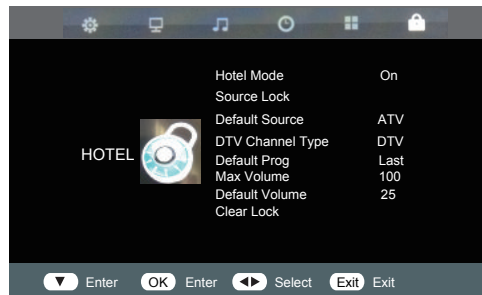 Hotel Mode On
Source Lock
Default Source ATV
DTV Channel Type DTV
HOTEL
Default Prog Last
Max Volume 100
Default Volume 25
Clear Lock
Enter OK Enter Select Exit Exit